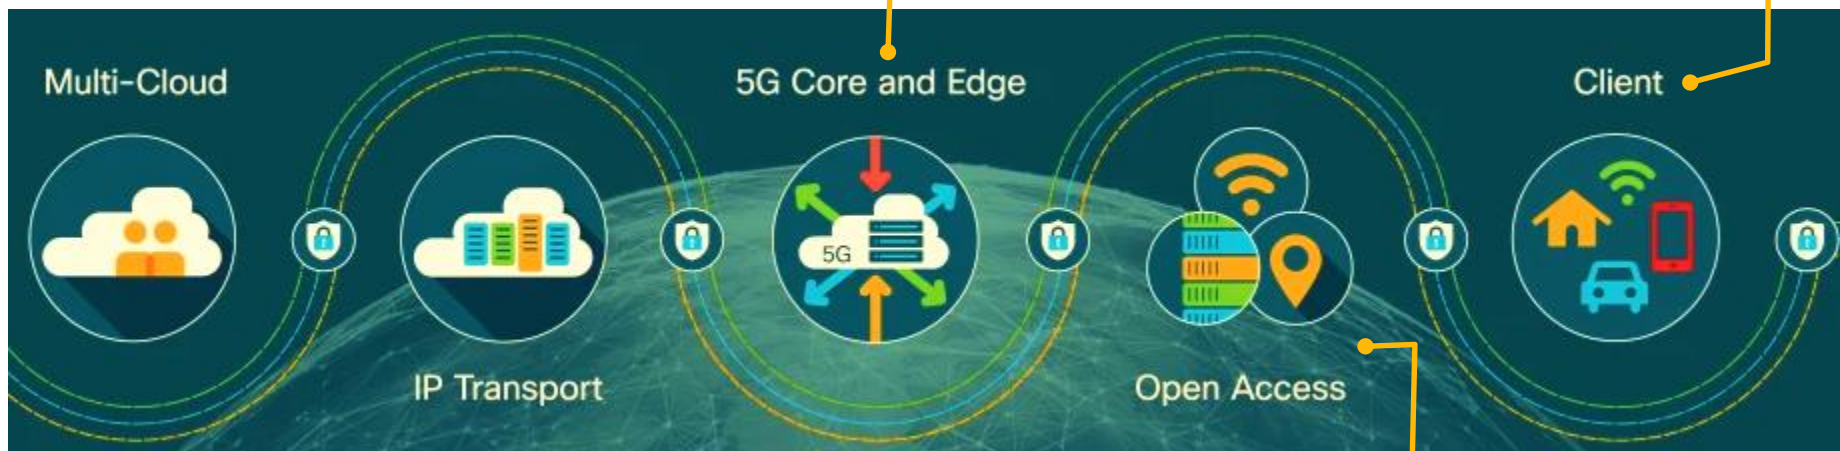 Multi-Cloud
IP Transport
5G Core and Edge
5G
Open Access
Client